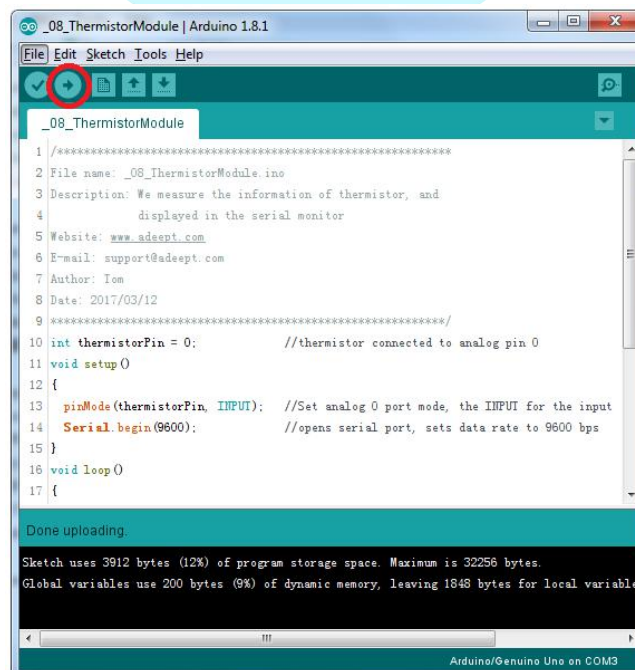 _08_ThermistorModule | Arduino 1.8.1
File Edit Sketch Tools Help
_08_ThermistorModule
1 /***********************************************************
2 File name: _08_ThermistorModule.ino
3 Description: We measure the information of thermistor, and
4 displayed in the serial monitor
5 Website: www.adeept.com
6 E-mail: support@adeept.com
7 Author: Tom
8 Date: 2017/03/12
9 ***********************************************************/
10 int thermistorPin = 0; //thermistor connected to analog pin 0
11 void setup()
12 {
13 pinMode(thermistorPin, INPUT); //Set analog 0 port mode, the INPUT for the input
14 Serial.begin(9600); //opens serial port, sets data rate to 9600 bps
15 }
16 void loop()
17 {
Done uploading.
Sketch uses 3912 bytes (12%) of program storage space. Maximum is 32256 bytes.
Global variables use 200 bytes (9%) of dynamic memory, leaving 1848 bytes for local variable
Arduino/Genuino Uno on COM3